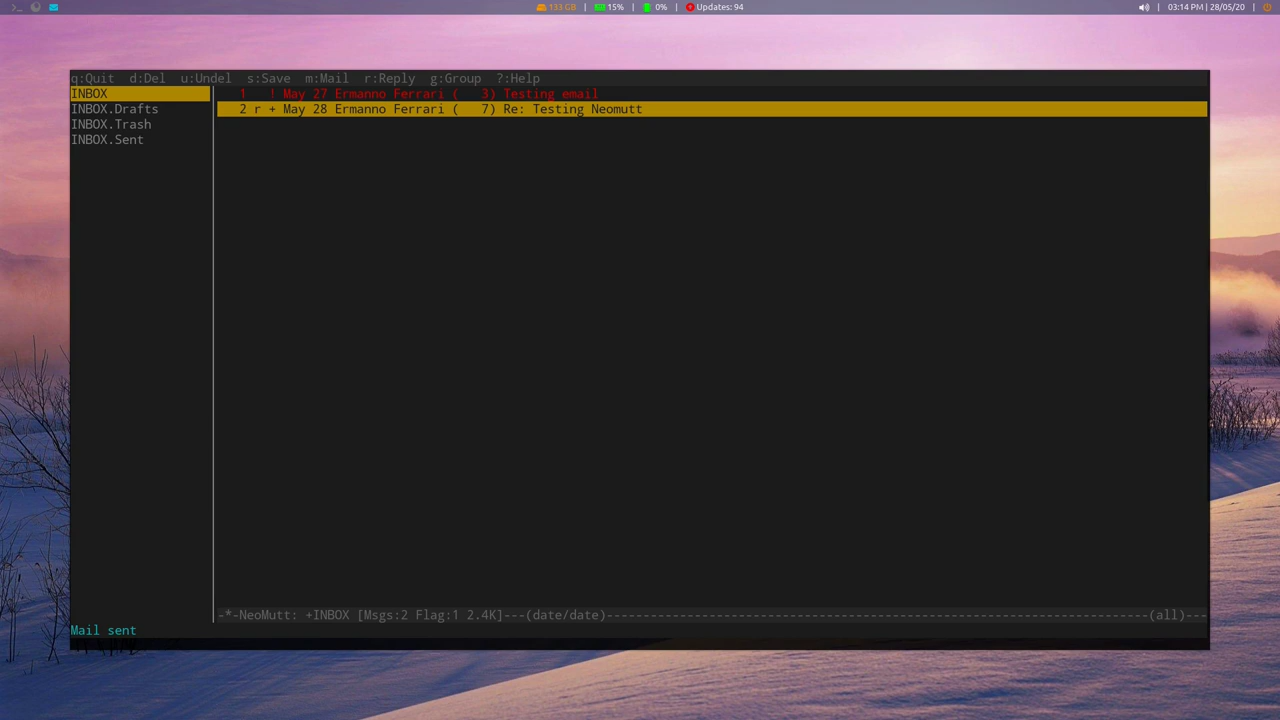 >_ 133 GB | 15% | 0% | Updates: 94 | 03:14 PM | 28/05/20 |
q:Quit  d:Del  u:Undel  s:Save  m:Mail  r:Reply  g:Group  ?:Help
INBOX 1   ! May 27 Ermanno Ferrari (   3) Testing email
INBOX.Drafts 2 r + May 28 Ermanno Ferrari (   7) Re: Testing Neomutt
INBOX.Trash
INBOX.Sent
-*-NeoMutt: +INBOX [Msgs:2 Flag:1 2.4K]---(date/date)--------------------------------------------------------------------------(all)---
Mail sent